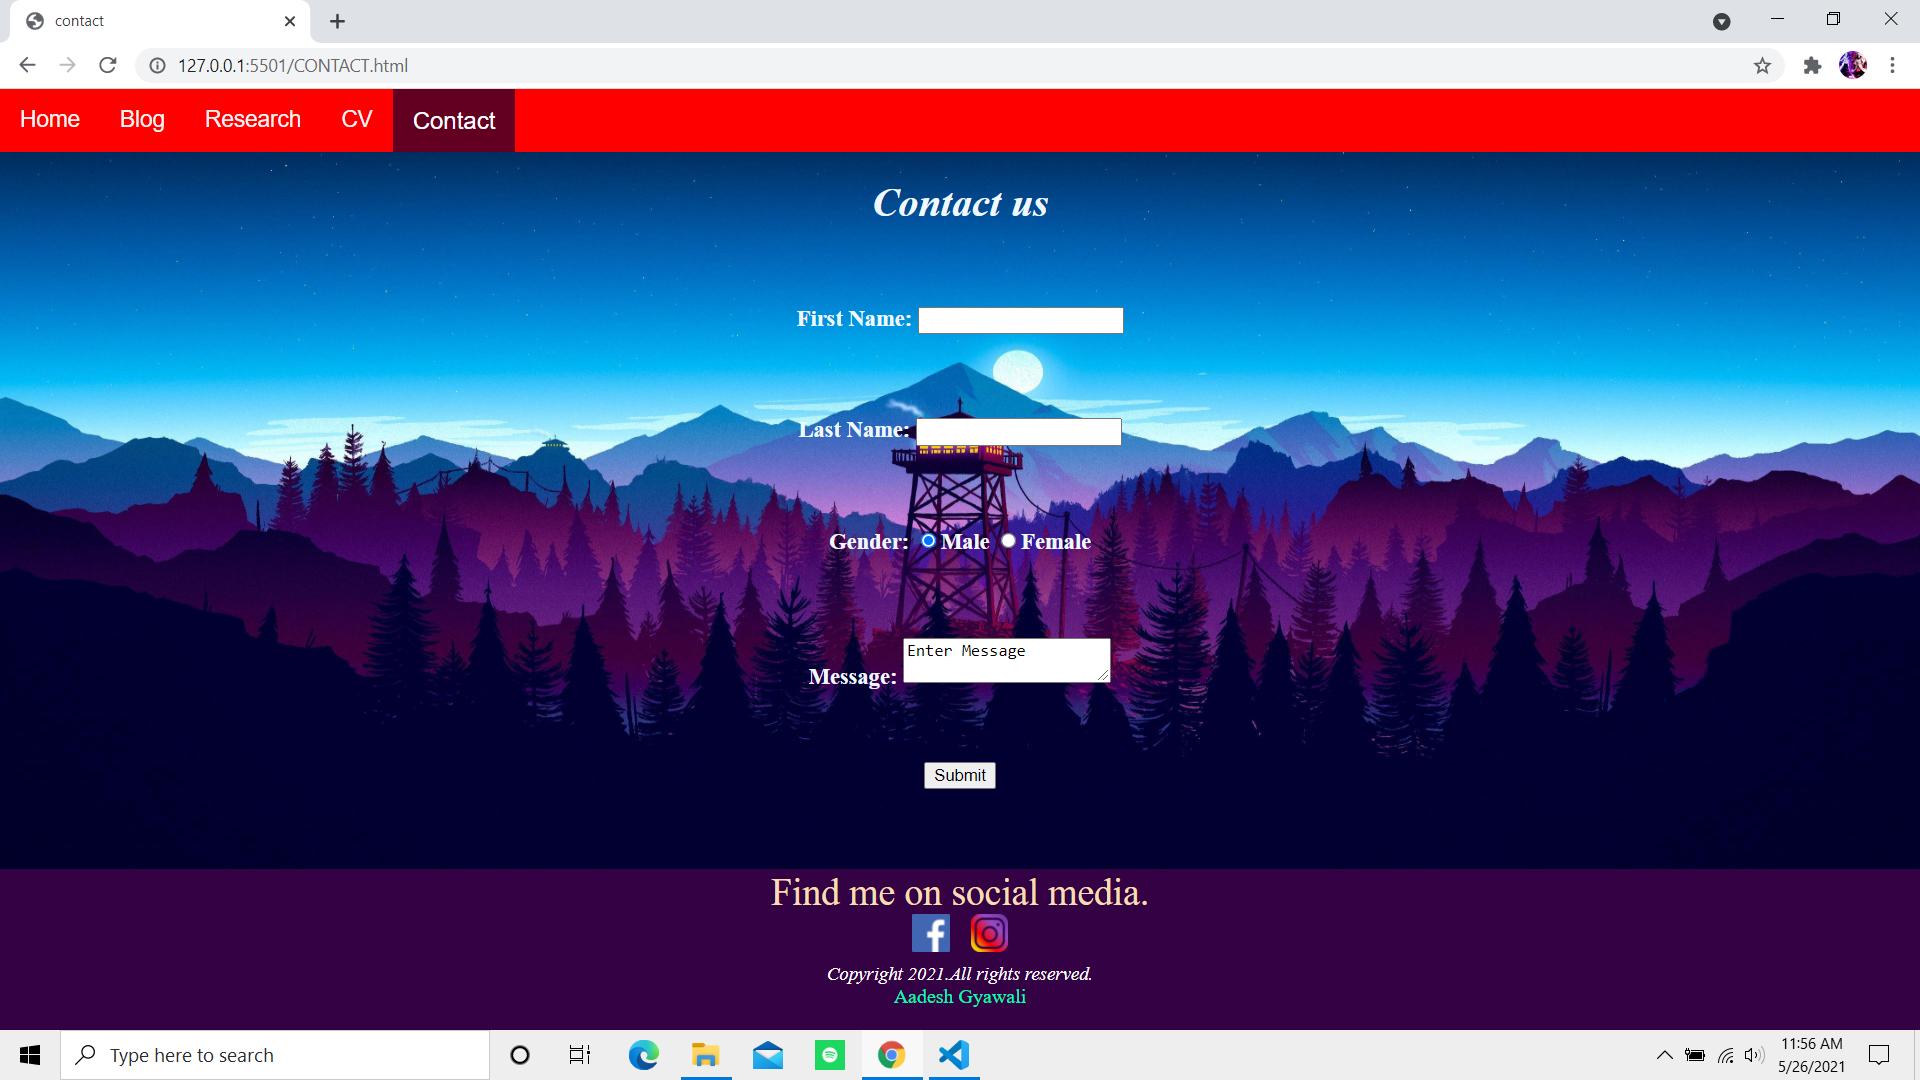 contact
127.0.0.1:5501/CONTACT.html
Home Blog Research CV Contact
Contact us
First Name:
Last Name:
Gender: Male Female
Enter Message
Message:
Submit
Find me on social media.
Copyright 2021.All rights reserved.
Aadesh Gyawali
Type here to search
11:56 AM
5/26/2021